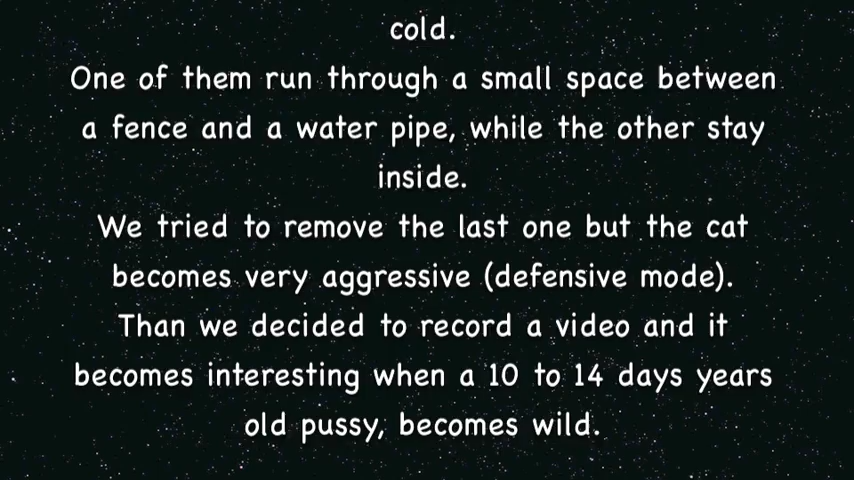 cold.
One of them run through a small space between
a fence and a water pipe, while the other stay
inside.
We tried to remove the last one but the cat
becomes very aggressive (defensive mode).
Than we decided to record a video and it
becomes interesting when a 10 to 14 days years
old pussy, becomes wild.